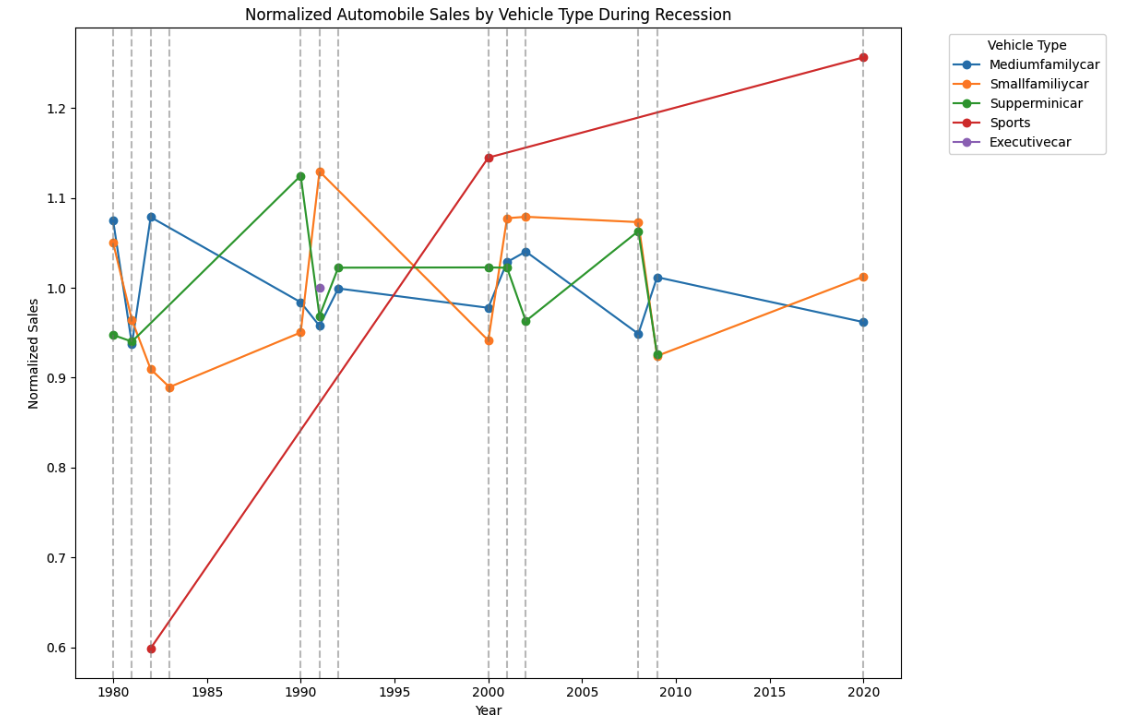 Normalized Automobile Sales by Vehicle Type During Recession
Vehicle Type
Mediumfamilycar
Smallfamiliycar
Supperminicar
Sports
Executivecar
Normalized Sales
1.2
1.1
1.0
0.9
0.8
0.7
0.6
1980 1985 1990 1995 2000 2005 2010 2015 2020
Year